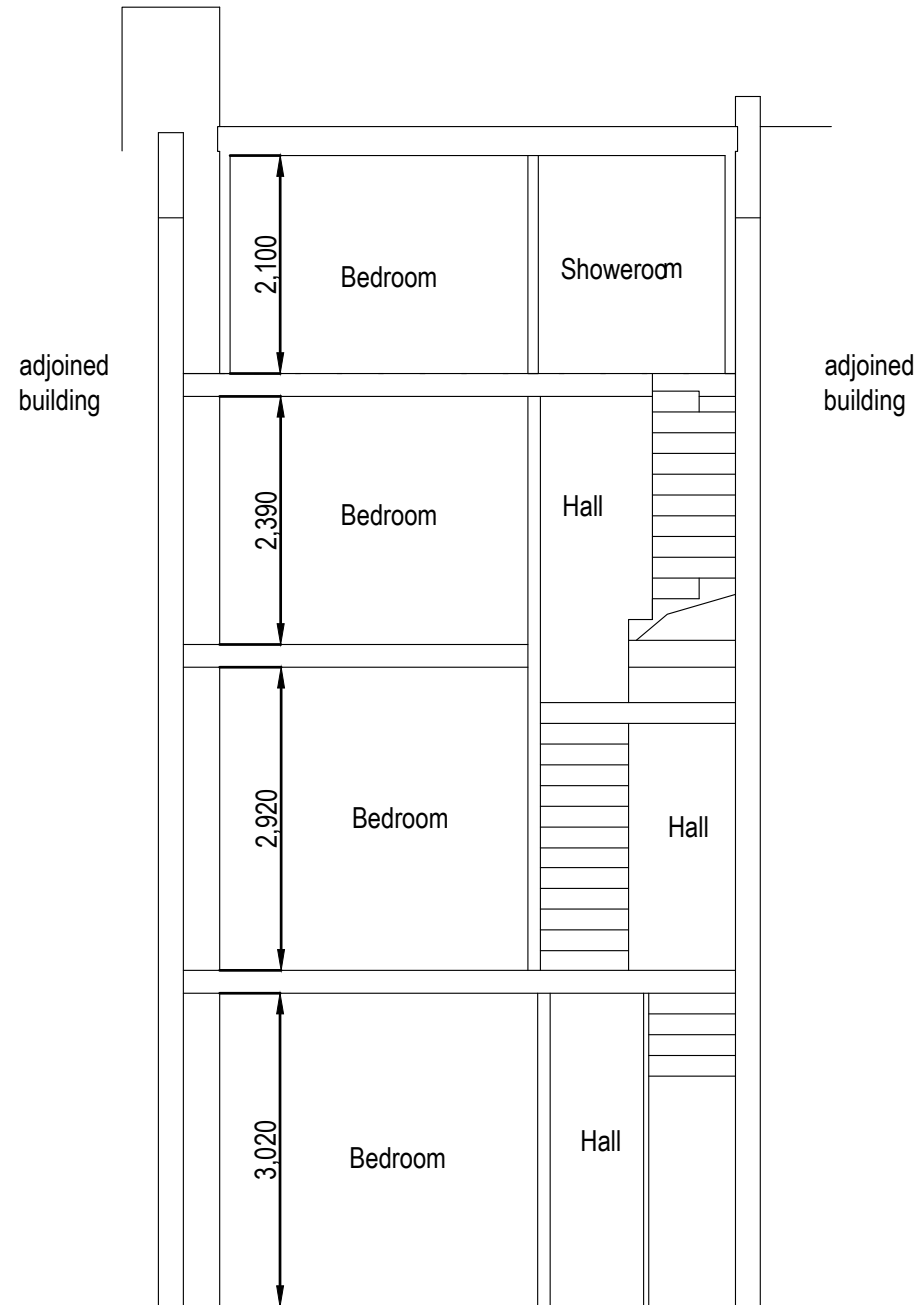 2,100
Bedroom
Showeroom
adjoined
building
adjoined
building
2,390
Bedroom
Hall
2,920
Bedroom
Hall
3,020
Bedroom
Hall